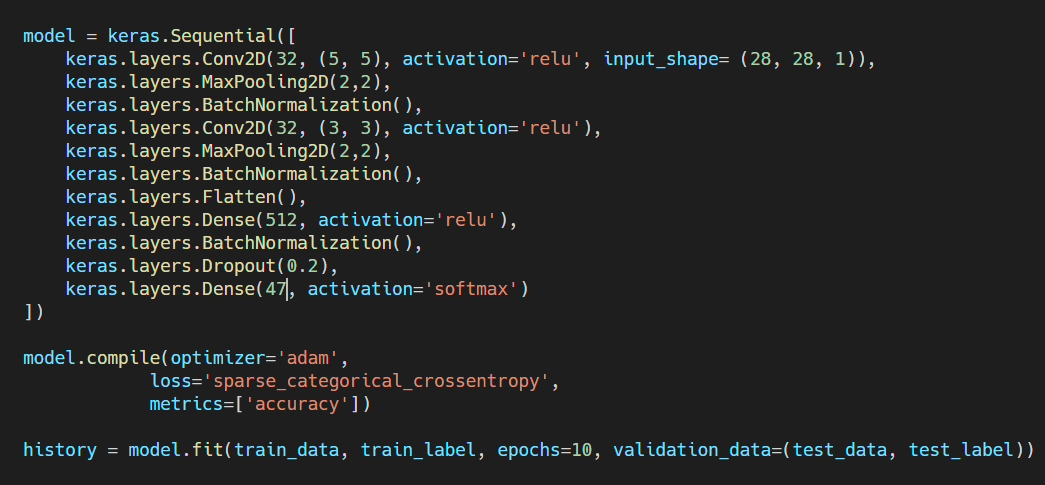 model = keras.Sequential([
    keras.layers.Conv2D(32, (5, 5), activation='relu', input_shape= (28, 28, 1)),
    keras.layers.MaxPooling2D(2,2),
    keras.layers.BatchNormalization(),
    keras.layers.Conv2D(32, (3, 3), activation='relu'),
    keras.layers.MaxPooling2D(2,2),
    keras.layers.BatchNormalization(),
    keras.layers.Flatten(),
    keras.layers.Dense(512, activation='relu'),
    keras.layers.BatchNormalization(),
    keras.layers.Dropout(0.2),
    keras.layers.Dense(47, activation='softmax')
])

model.compile(optimizer='adam',
            loss='sparse_categorical_crossentropy',
            metrics=['accuracy'])

history = model.fit(train_data, train_label, epochs=10, validation_data=(test_data, test_label))